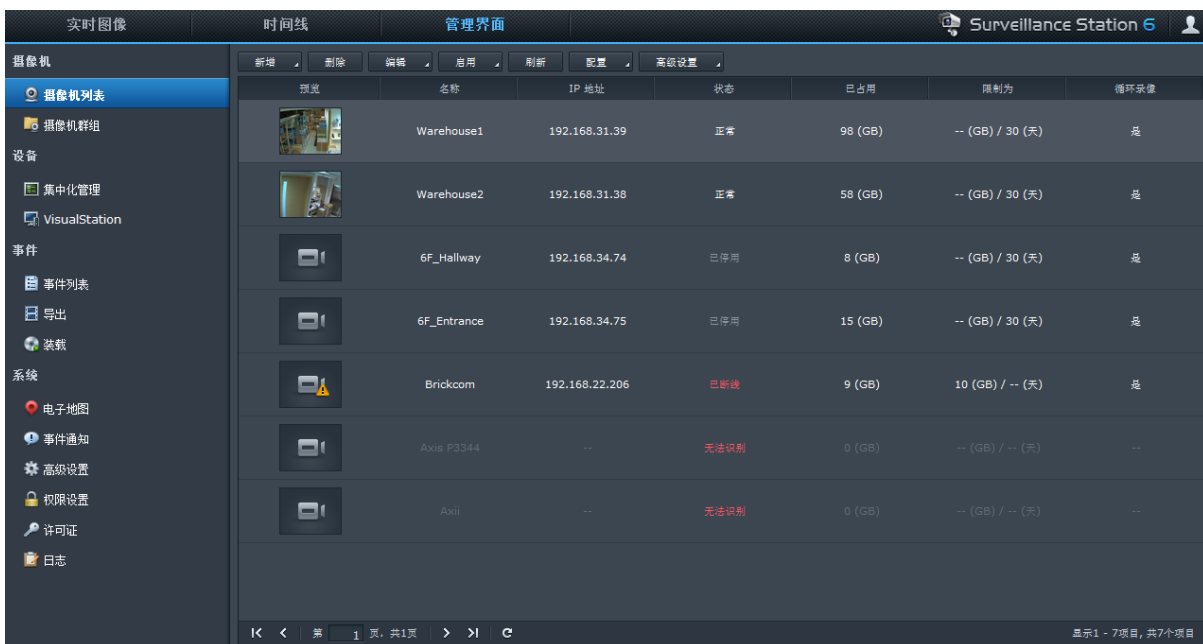 实时图像 时间线 管理界面 Surveillance Station 6
摄像机
摄像机列表
摄像机群组
设备
集中化管理
VisualStation
事件
事件列表
导出
装载
系统
电子地图
事件通知
高级设置
权限设置
许可证
日志
新增 删除 编辑 启用 刷新 配置 高级设置
预览 名称 IP 地址 状态 已占用 限制为 循环录像
Warehouse1 192.168.31.39 正常 98 (GB) -- (GB) / 30 (天) 是
Warehouse2 192.168.31.38 正常 58 (GB) -- (GB) / 30 (天) 是
6F_Hallway 192.168.34.74 已停用 8 (GB) -- (GB) / 30 (天) 是
6F_Entrance 192.168.34.75 已停用 15 (GB) -- (GB) / 30 (天) 是
Brickcom 192.168.22.206 已断线 9 (GB) 10 (GB) / -- (天) 是
Axis P3344 -- 无法识别 0 (GB) -- (GB) / -- (天) --
Axii -- 无法识别 0 (GB) -- (GB) / -- (天) --
第 1 页, 共1页 显示1 - 7项目, 共7个项目